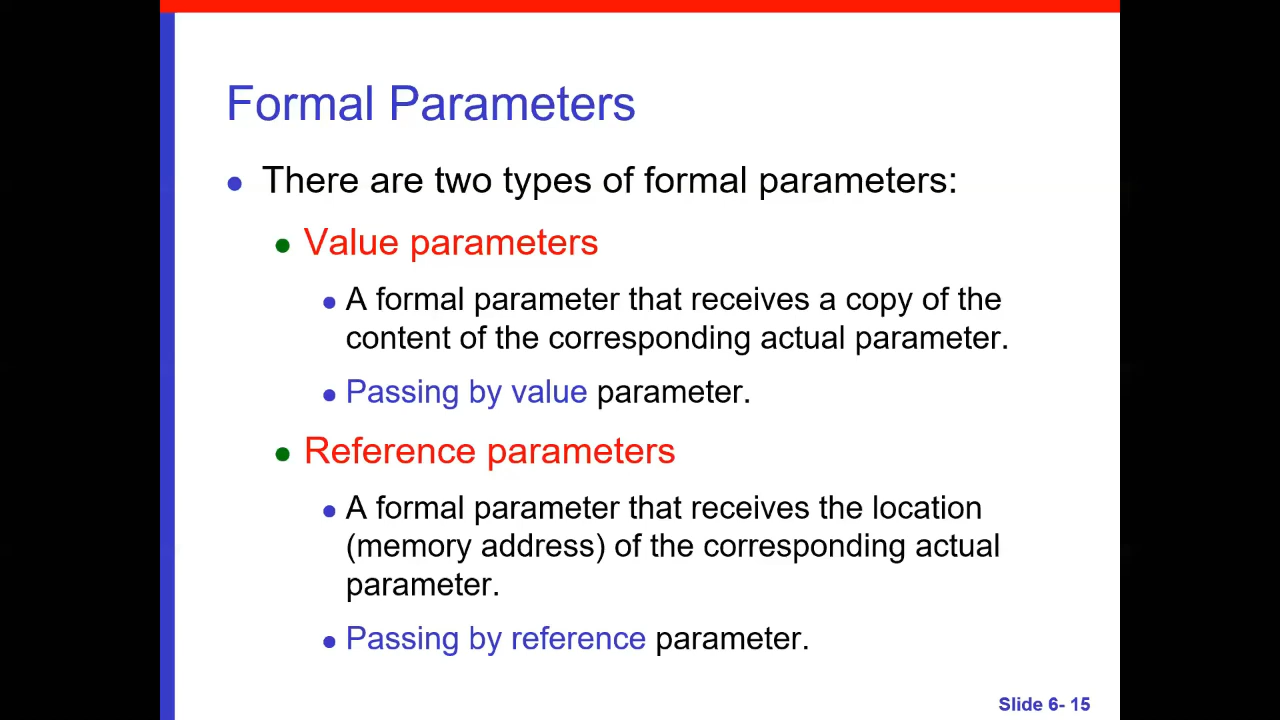 Formal Parameters
There are two types of formal parameters:
Value parameters
A formal parameter that receives a copy of the
content of the corresponding actual parameter.
Passing by value parameter.
Reference parameters
A formal parameter that receives the location
(memory address) of the corresponding actual
parameter.
Passing by reference parameter.
Slide 6- 15